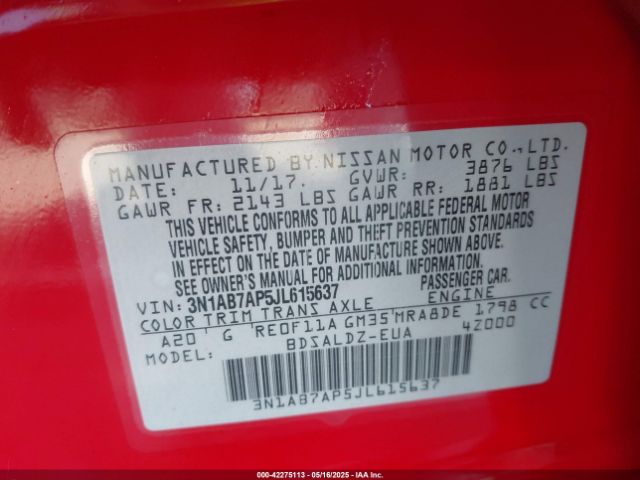 MANUFACTURED BY NISSAN MOTOR CO.,LTD.
DATE: 11/17. GVWR: 3876 LBS
GAWR FR: 2143 LBS GAWR RR: 1881 LBS
THIS VEHICLE CONFORMS TO ALL APPLICABLE FEDERAL MOTOR
VEHICLE SAFETY, BUMPER AND THEFT PREVENTION STANDARDS
IN EFFECT ON THE DATE OF MANUFACTURE SHOWN ABOVE.
SEE OWNER'S MANUAL FOR ADDITIONAL INFORMATION.
VIN: 3N1AB7AP5JL615637 PASSENGER CAR.
COLOR TRIM TRANS AXLE ENGINE
A20 G RE0F11A GM35 MRA8DE 1798 CC
MODEL: BDSALDZ-EUA 4Z000
3N1AB7AP5JL615637
000-42275113 - 05/16/2025 - IAA Inc.